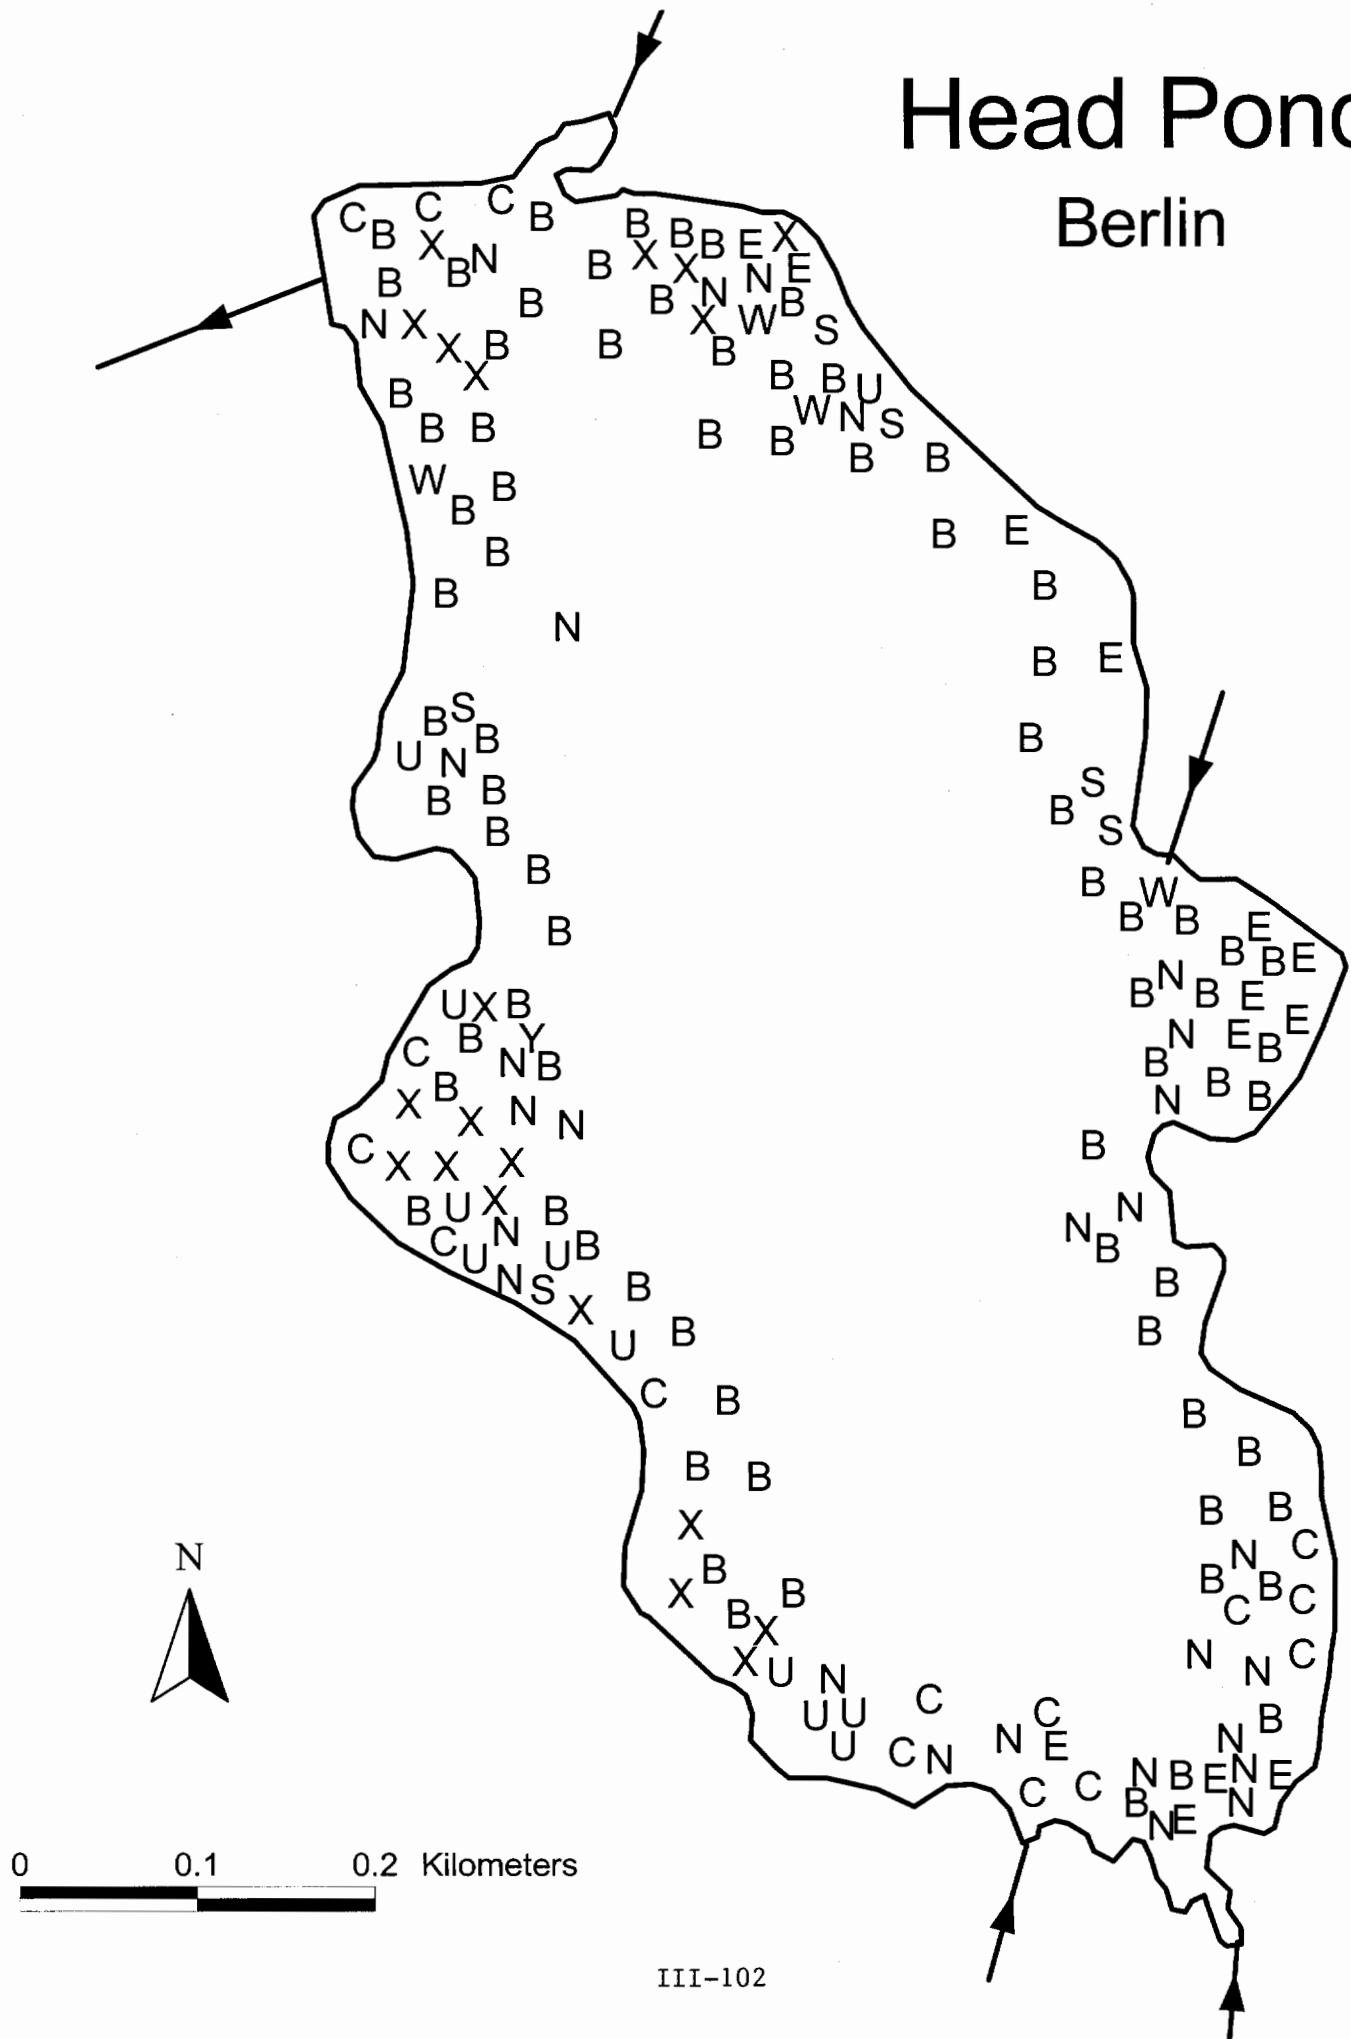 Head Pond
Berlin
C B C C B
X B N
B B
N X B
X
X
B B X B B E X
B X N N E
B X W B S
B B
B B U
W N S
B B B B
B B B
W B
B
B
B
B E
B
B E
B
N
S
B B
U N
B B
B
B
B
S
B S
B W
B B
E
B B E
N
B B E
N E B E
B
N B B
B
N N
B
B
B
U X B
B Y
C N B
B
X X N N
C X X X
B U X B
C U N U B
N S
X B
U B
C B
B B
X
B
X B B
X
X U N
U U
U
C
C N
N C
E
C C
B
B
B B
N C
B B C
C
N N C
B
N
N B E N E
B N
N E
N
0 0.1 0.2 Kilometers
III-102